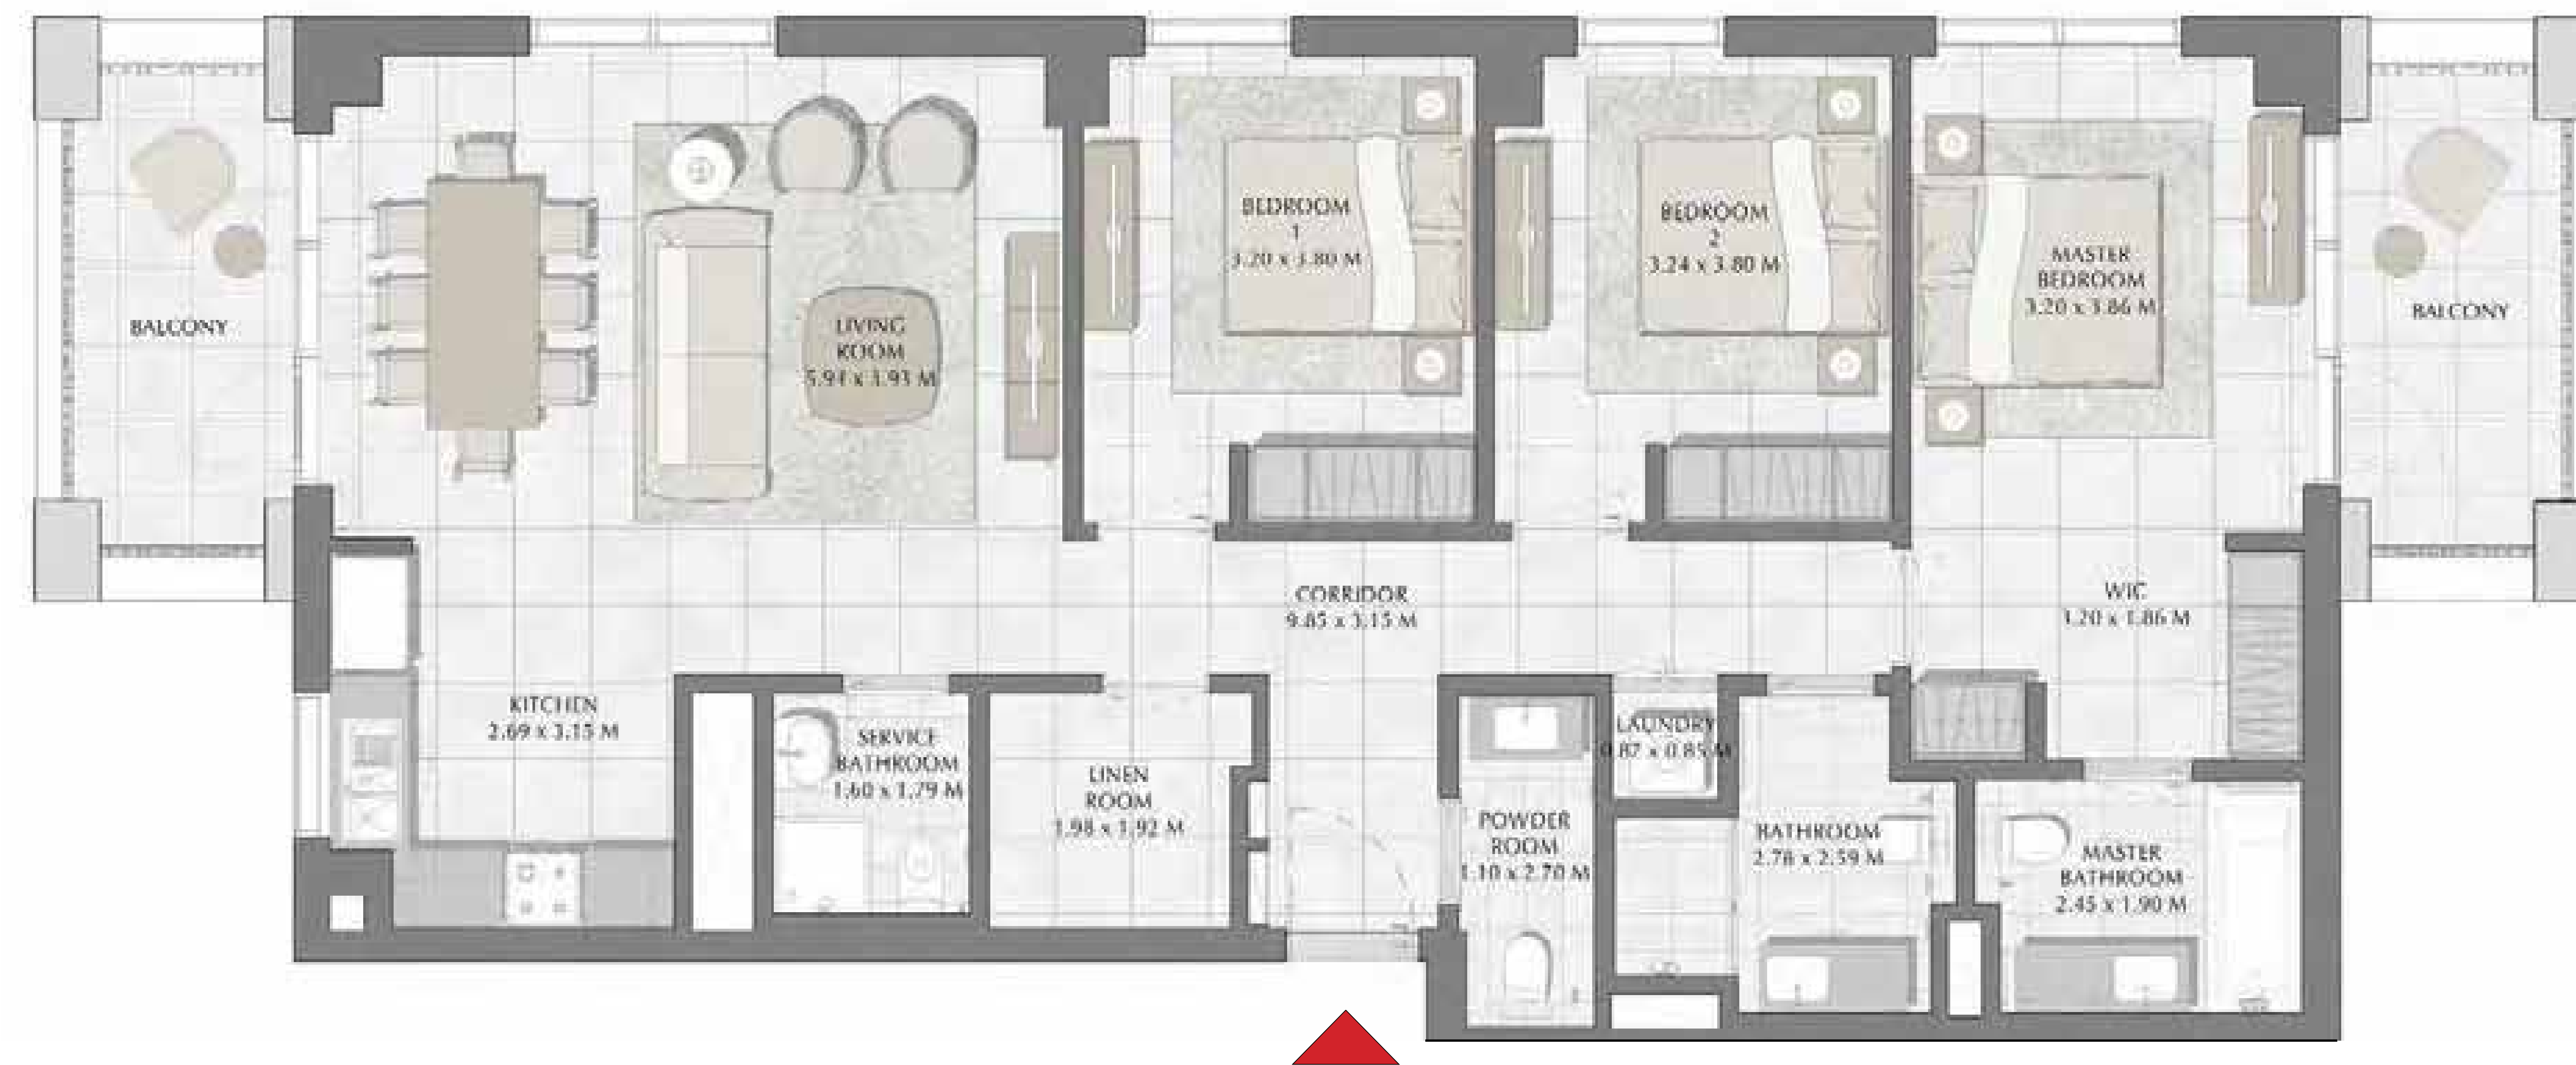 BALCONY
LIVING
ROOM
5.94 x 3.93 M
BEDROOM
1
3.20 x 3.80 M
BEDROOM
2
3.24 x 3.80 M
MASTER
BEDROOM
3.20 x 3.86 M
BALCONY
CORRIDOR
9.85 x 3.15 M
WIC
3.20 x 1.86 M
KITCHEN
2.69 x 3.15 M
SERVICE
BATHROOM
1.60 x 1.79 M
LINEN
ROOM
1.98 x 1.92 M
POWDER
ROOM
1.10 x 2.70 M
LAUNDRY
0.87 x 0.85 M
BATHROOM
2.78 x 2.59 M
MASTER
BATHROOM
2.45 x 1.90 M